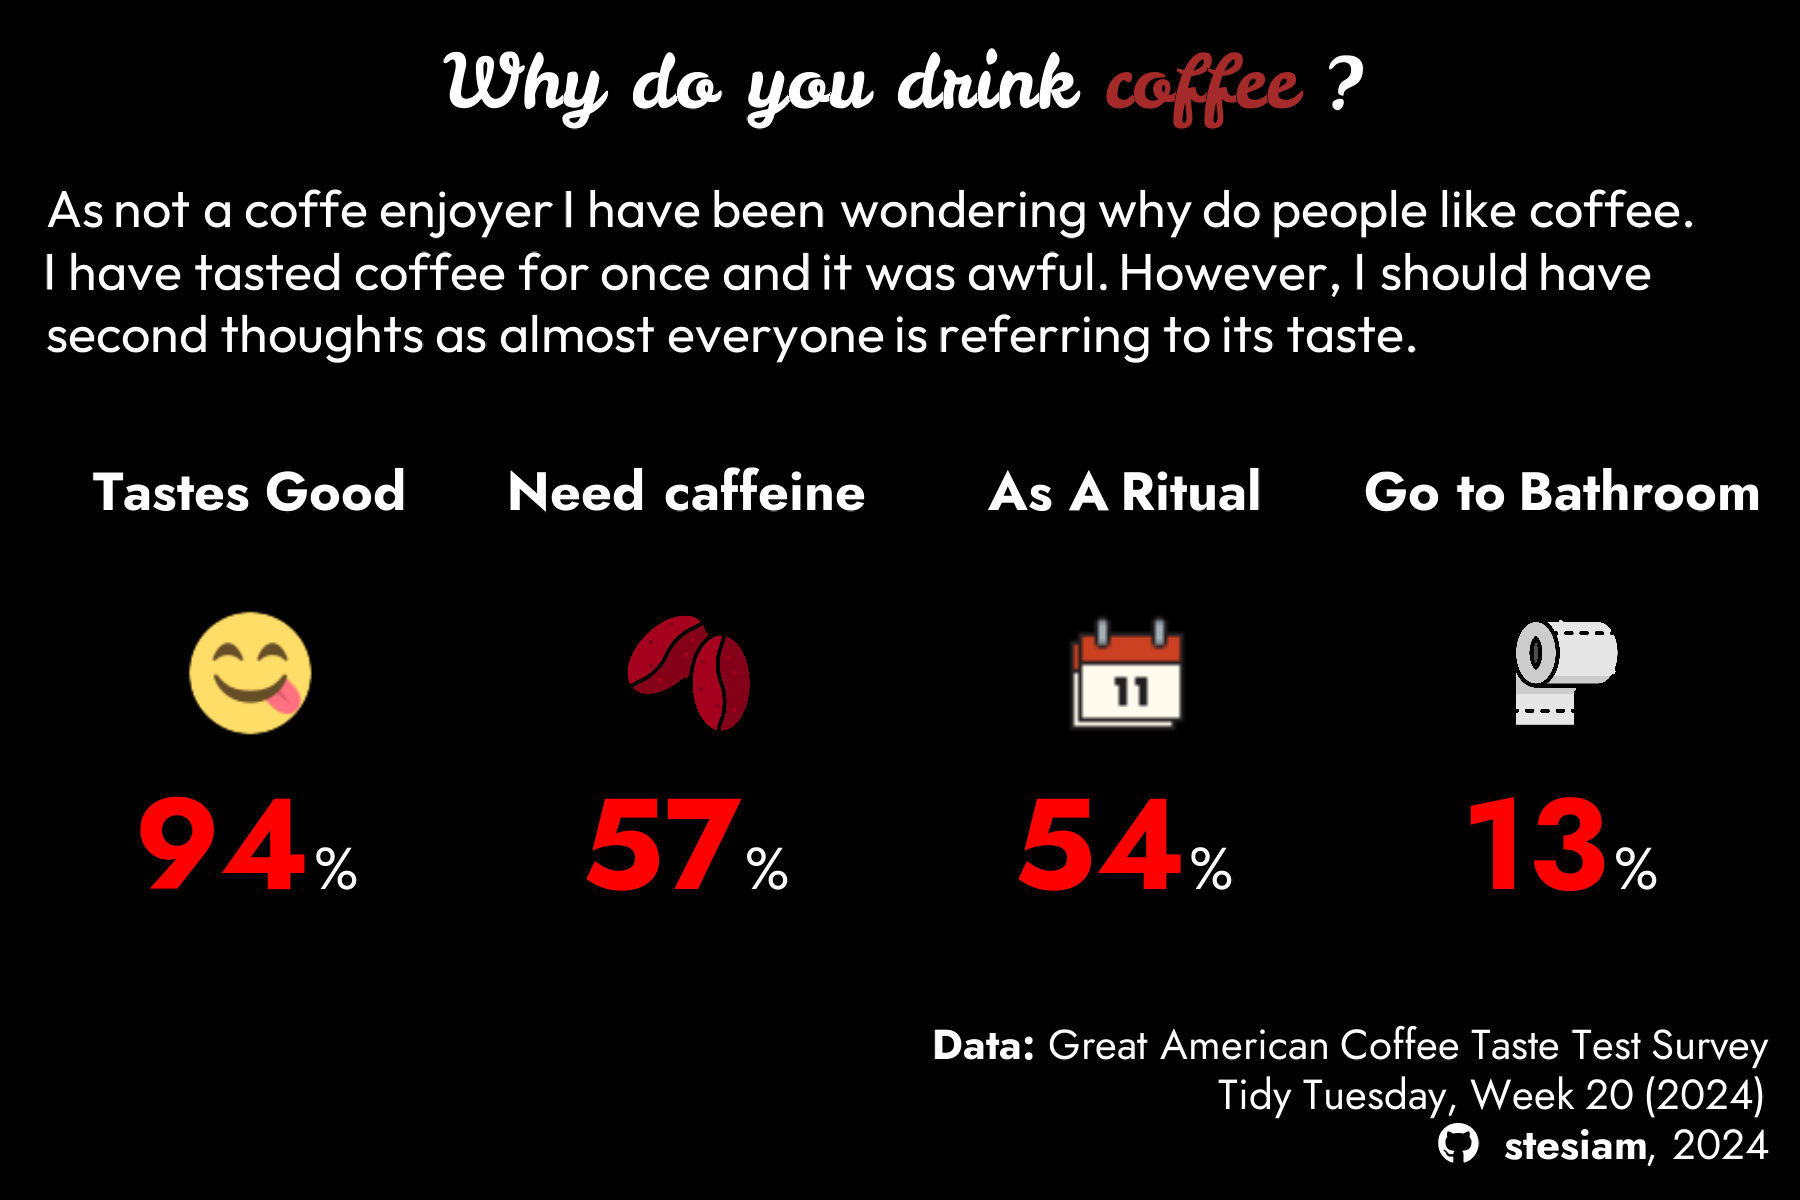 Why do you drink coffee ?
As not a coffe enjoyer I have been wondering why do people like coffee.
I have tasted coffee for once and it was awful. However, I should have
second thoughts as almost everyone is referring to its taste.
Tastes Good
Need caffeine
As A Ritual
Go to Bathroom
11
94%
57%
54%
13%
Data: Great American Coffee Taste Test Survey
Tidy Tuesday, Week 20 (2024)
stesiam, 2024